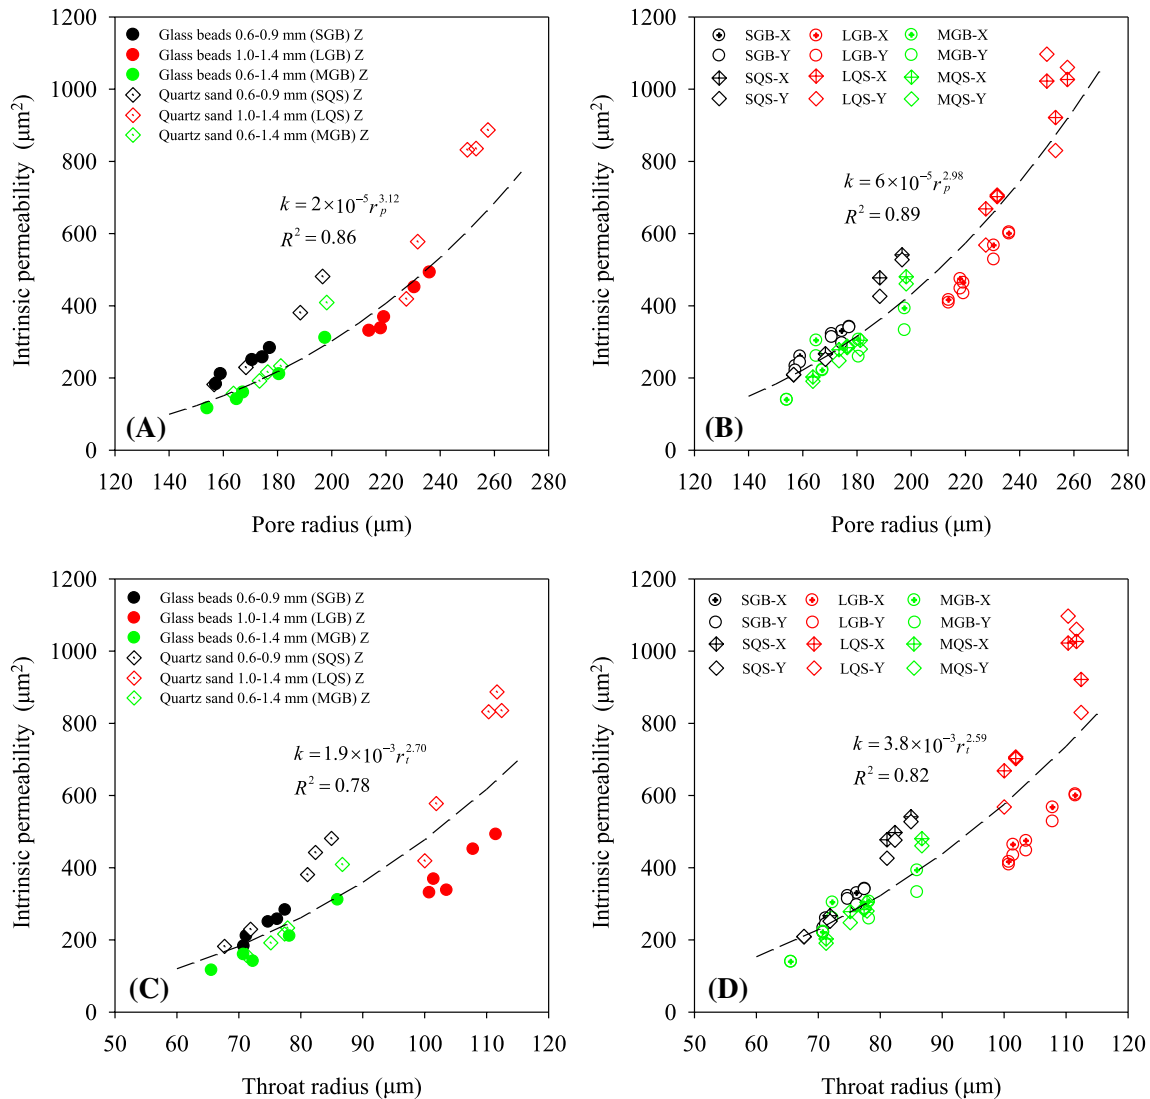 1200
1000
800
600
400
200
0
120 140 160 180 200 220 240 260 280
Intrinsic permeability (μm²)
Pore radius (μm)
Glass beads 0.6-0.9 mm (SGB) Z
Glass beads 1.0-1.4 mm (LGB) Z
Glass beads 0.6-1.4 mm (MGB) Z
Quartz sand 0.6-0.9 mm (SQS) Z
Quartz sand 1.0-1.4 mm (LQS) Z
Quartz sand 0.6-1.4 mm (MGB) Z
k = 2×10⁻⁵r_p^3.12
R² = 0.86
(A)
1200
1000
800
600
400
200
0
120 140 160 180 200 220 240 260 280
Intrinsic permeability (μm²)
Pore radius (μm)
SGB-X LGB-X MGB-X
SGB-Y LGB-Y MGB-Y
SQS-X LQS-X MQS-X
SQS-Y LQS-Y MQS-Y
k = 6×10⁻⁵r_p^2.98
R² = 0.89
(B)
1200
1000
800
600
400
200
0
50 60 70 80 90 100 110 120
Intrinsic permeability (μm²)
Throat radius (μm)
Glass beads 0.6-0.9 mm (SGB) Z
Glass beads 1.0-1.4 mm (LGB) Z
Glass beads 0.6-1.4 mm (MGB) Z
Quartz sand 0.6-0.9 mm (SQS) Z
Quartz sand 1.0-1.4 mm (LQS) Z
Quartz sand 0.6-1.4 mm (MGB) Z
k = 1.9×10⁻³r_t^2.70
R² = 0.78
(C)
1200
1000
800
600
400
200
0
50 60 70 80 90 100 110 120
Intrinsic permeability (μm²)
Throat radius (μm)
SGB-X LGB-X MGB-X
SGB-Y LGB-Y MGB-Y
SQS-X LQS-X MQS-X
SQS-Y LQS-Y MQS-Y
k = 3.8×10⁻³r_t^2.59
R² = 0.82
(D)